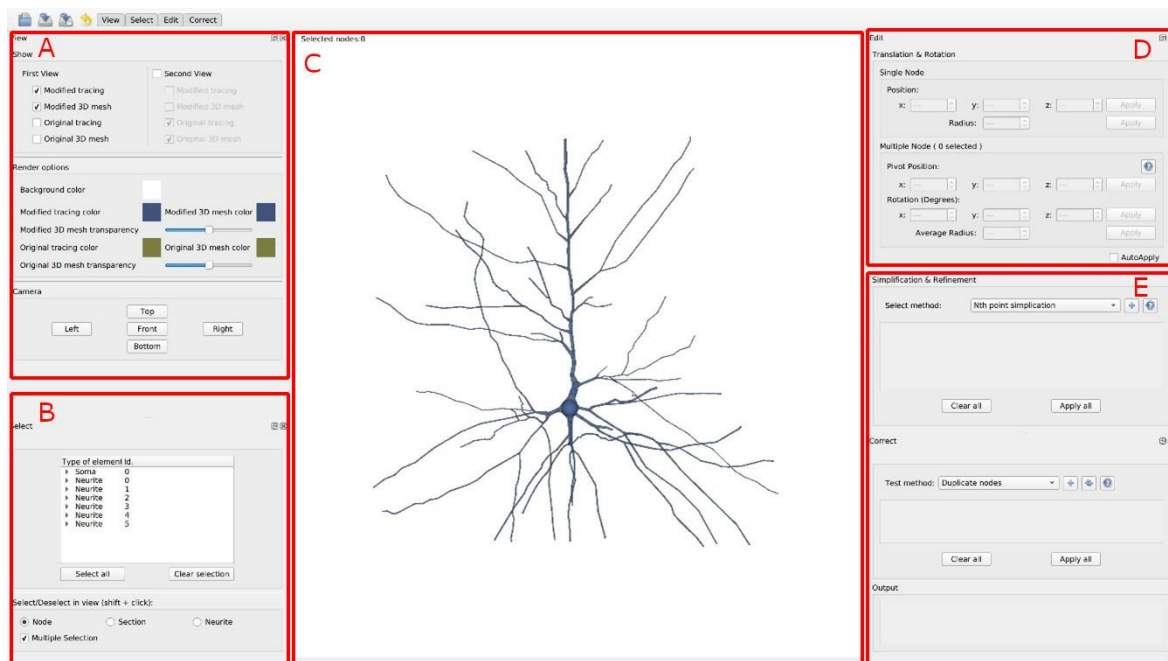 View Select Edit Correct
View
A
Show
First View
Second View
Modified tracing
Modified tracing
Modified 3D mesh
Modified 3D mesh
Original tracing
Original tracing
Original 3D mesh
Original 3D mesh
Render options
Background color
Modified tracing color
Modified 3D mesh color
Modified 3D mesh transparency
Original tracing color
Original 3D mesh color
Original 3D mesh transparency
Camera
Top
Left
Front
Right
Bottom
B
Select
Type of element Id.
Soma 0
Neurite 0
Neurite 1
Neurite 2
Neurite 3
Neurite 4
Neurite 5
Select all
Clear selection
Select/Deselect in view (shift + click):
Node
Section
Neurite
Multiple Selection
Selected nodes:0
C
Edit
D
Translation & Rotation
Single Node
Position:
x: --- y: --- z: --- Apply
Radius: --- Apply
Multiple Node ( 0 selected )
Pivot Position:
x: --- y: --- z: --- Apply
Rotation (Degrees):
x: --- y: --- z: --- Apply
Average Radius: --- Apply
AutoApply
Simplification & Refinement
E
Select method: Nth point simplication
Clear all
Apply all
Correct
Test method: Duplicate nodes
Clear all
Apply all
Output